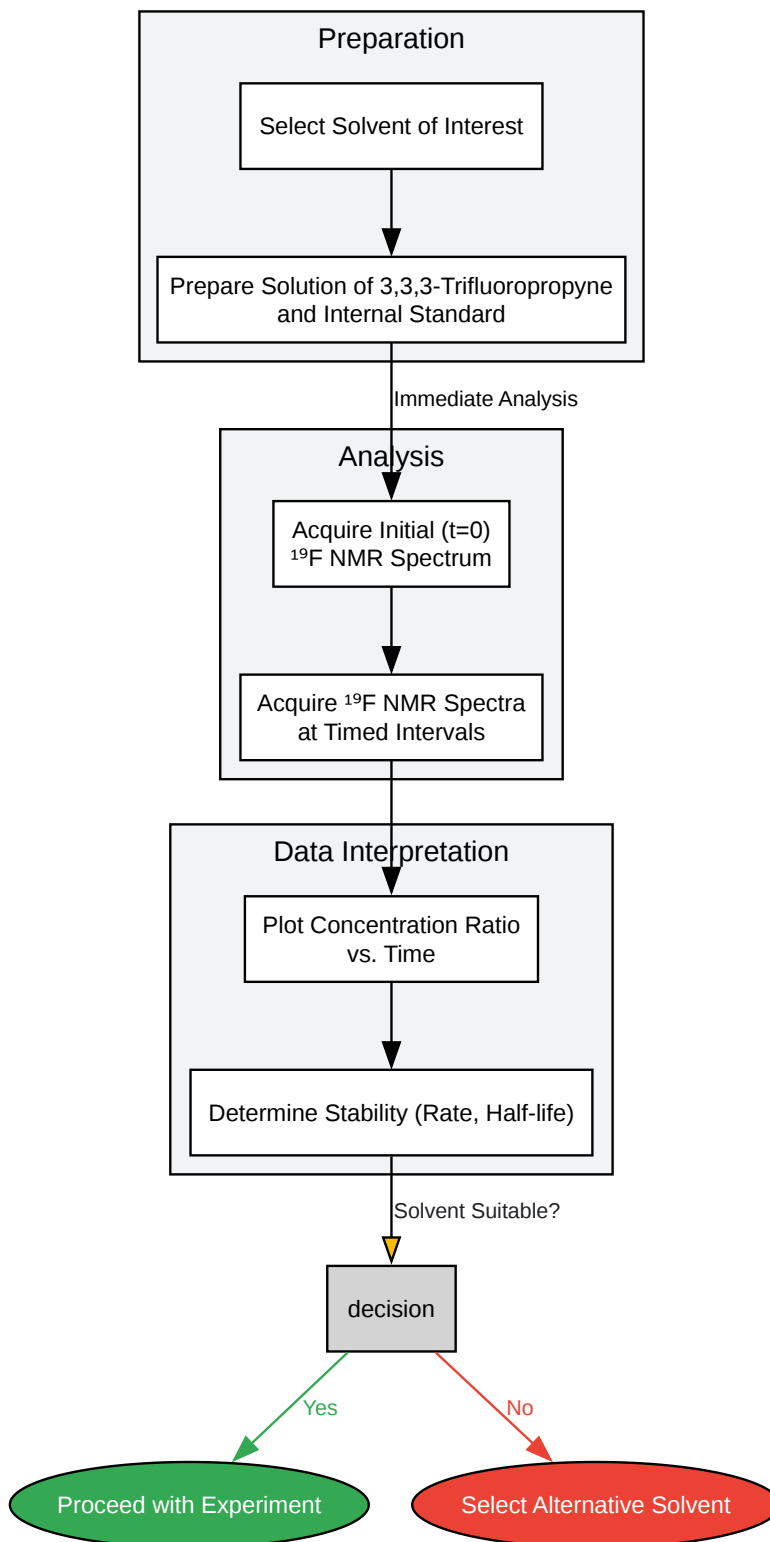 Preparation
Select Solvent of Interest
Prepare Solution of 3,3,3-Trifluoropropyne
and Internal Standard
Immediate Analysis
Analysis
Acquire Initial (t=0)
¹⁹F NMR Spectrum
Acquire ¹⁹F NMR Spectra
at Timed Intervals
Data Interpretation
Plot Concentration Ratio
vs. Time
Determine Stability (Rate, Half-life)
Solvent Suitable?
decision
Yes
No
Proceed with Experiment
Select Alternative Solvent